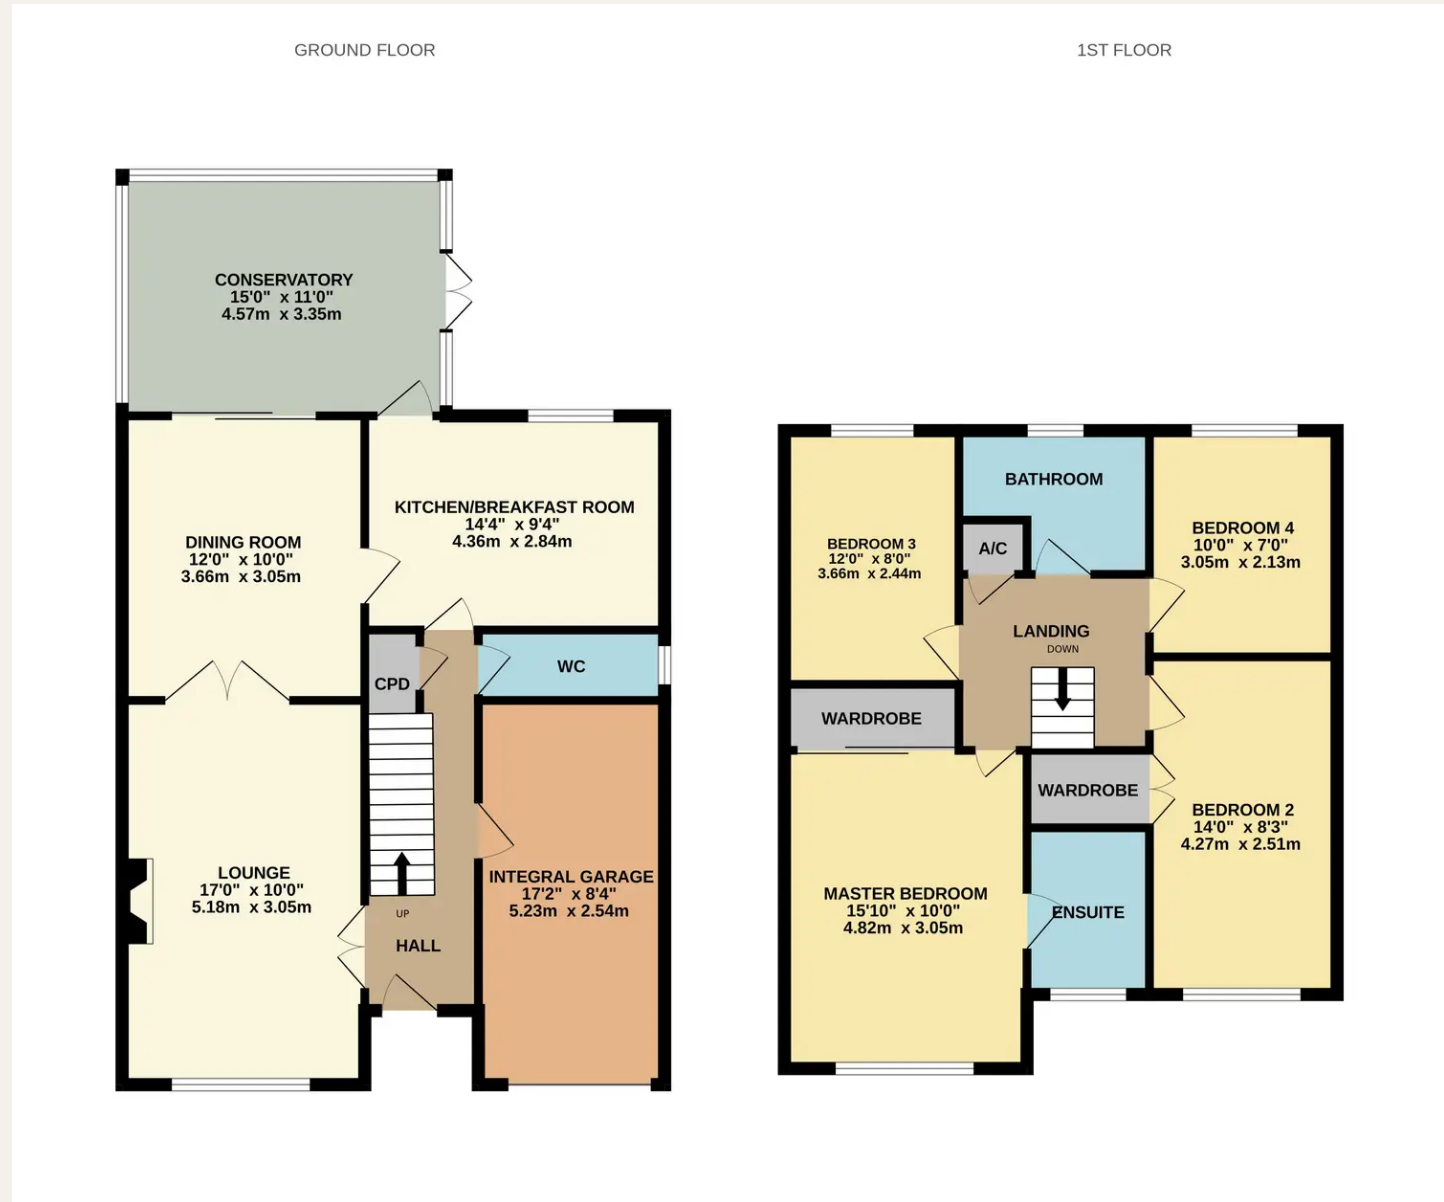 GROUND FLOOR
CONSERVATORY
15'0" x 11'0"
4.57m x 3.35m
KITCHEN/BREAKFAST ROOM
14'4" x 9'4"
4.36m x 2.84m
DINING ROOM
12'0" x 10'0"
3.66m x 3.05m
WC
CPD
LOUNGE
17'0" x 10'0"
5.18m x 3.05m
INTEGRAL GARAGE
17'2" x 8'4"
5.23m x 2.54m
UP
HALL
1ST FLOOR
BATHROOM
BEDROOM 3
12'0" x 8'0"
3.66m x 2.44m
A/C
BEDROOM 4
10'0" x 7'0"
3.05m x 2.13m
LANDING
DOWN
WARDROBE
WARDROBE
BEDROOM 2
14'0" x 8'3"
4.27m x 2.51m
MASTER BEDROOM
15'10" x 10'0"
4.82m x 3.05m
ENSUITE